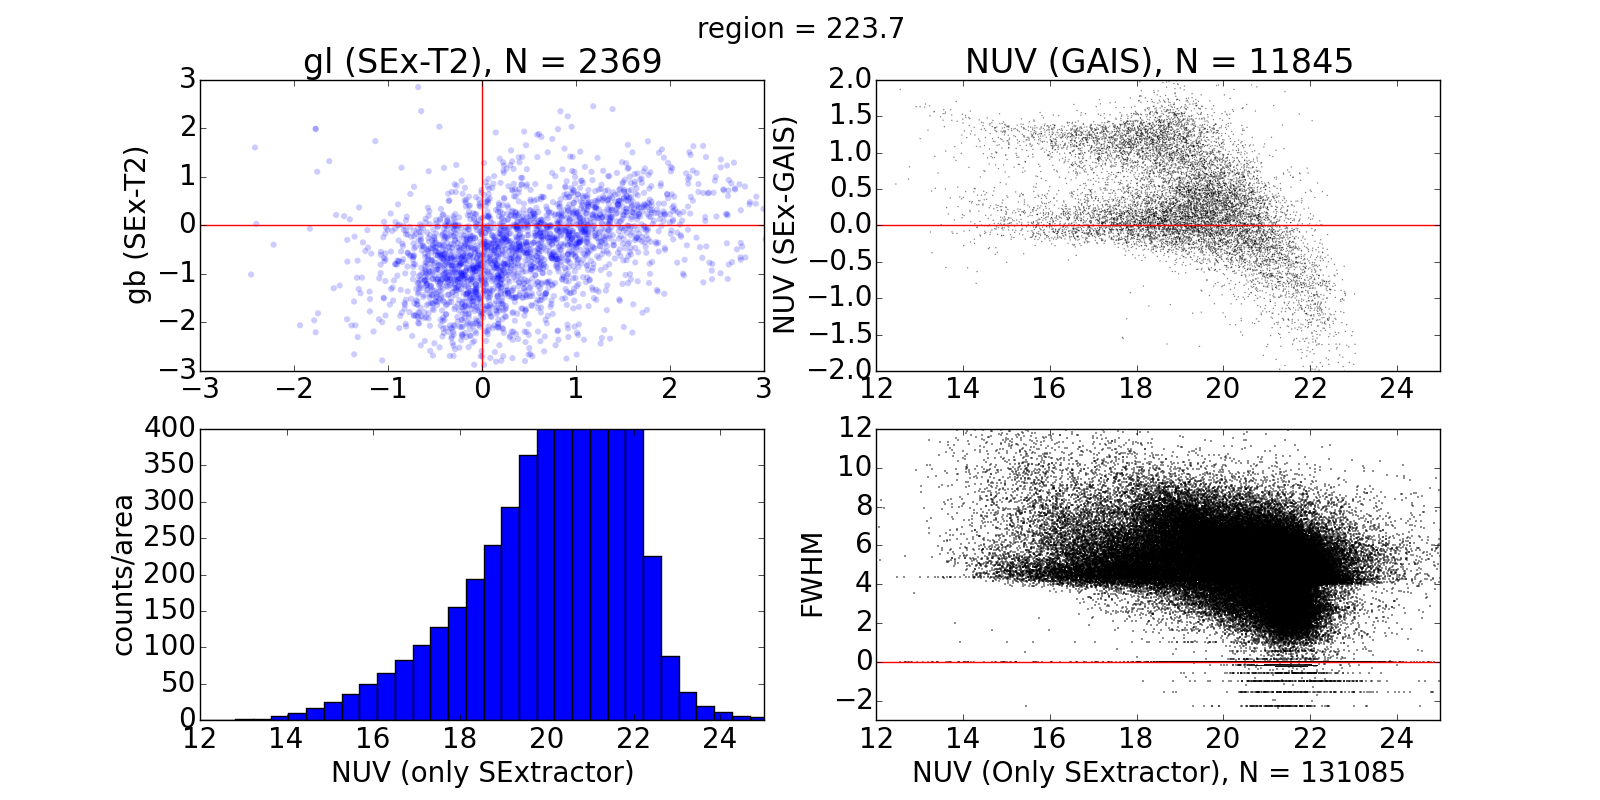 region = 223.7
gl (SEx-T2), N = 2369
NUV (GAIS), N = 11845
gb (SEx-T2)
3
2
1
0
−1
−2
−3
−3 −2 −1 0 1 2 3
NUV (SEx-GAIS)
2.0
1.5
1.0
0.5
0.0
−0.5
−1.0
−1.5
−2.0
12 14 16 18 20 22 24
counts/area
400
350
300
250
200
150
100
50
0
12 14 16 18 20 22 24
NUV (only SExtractor)
FWHM
12
10
8
6
4
2
0
−2
12 14 16 18 20 22 24
NUV (Only SExtractor), N = 131085